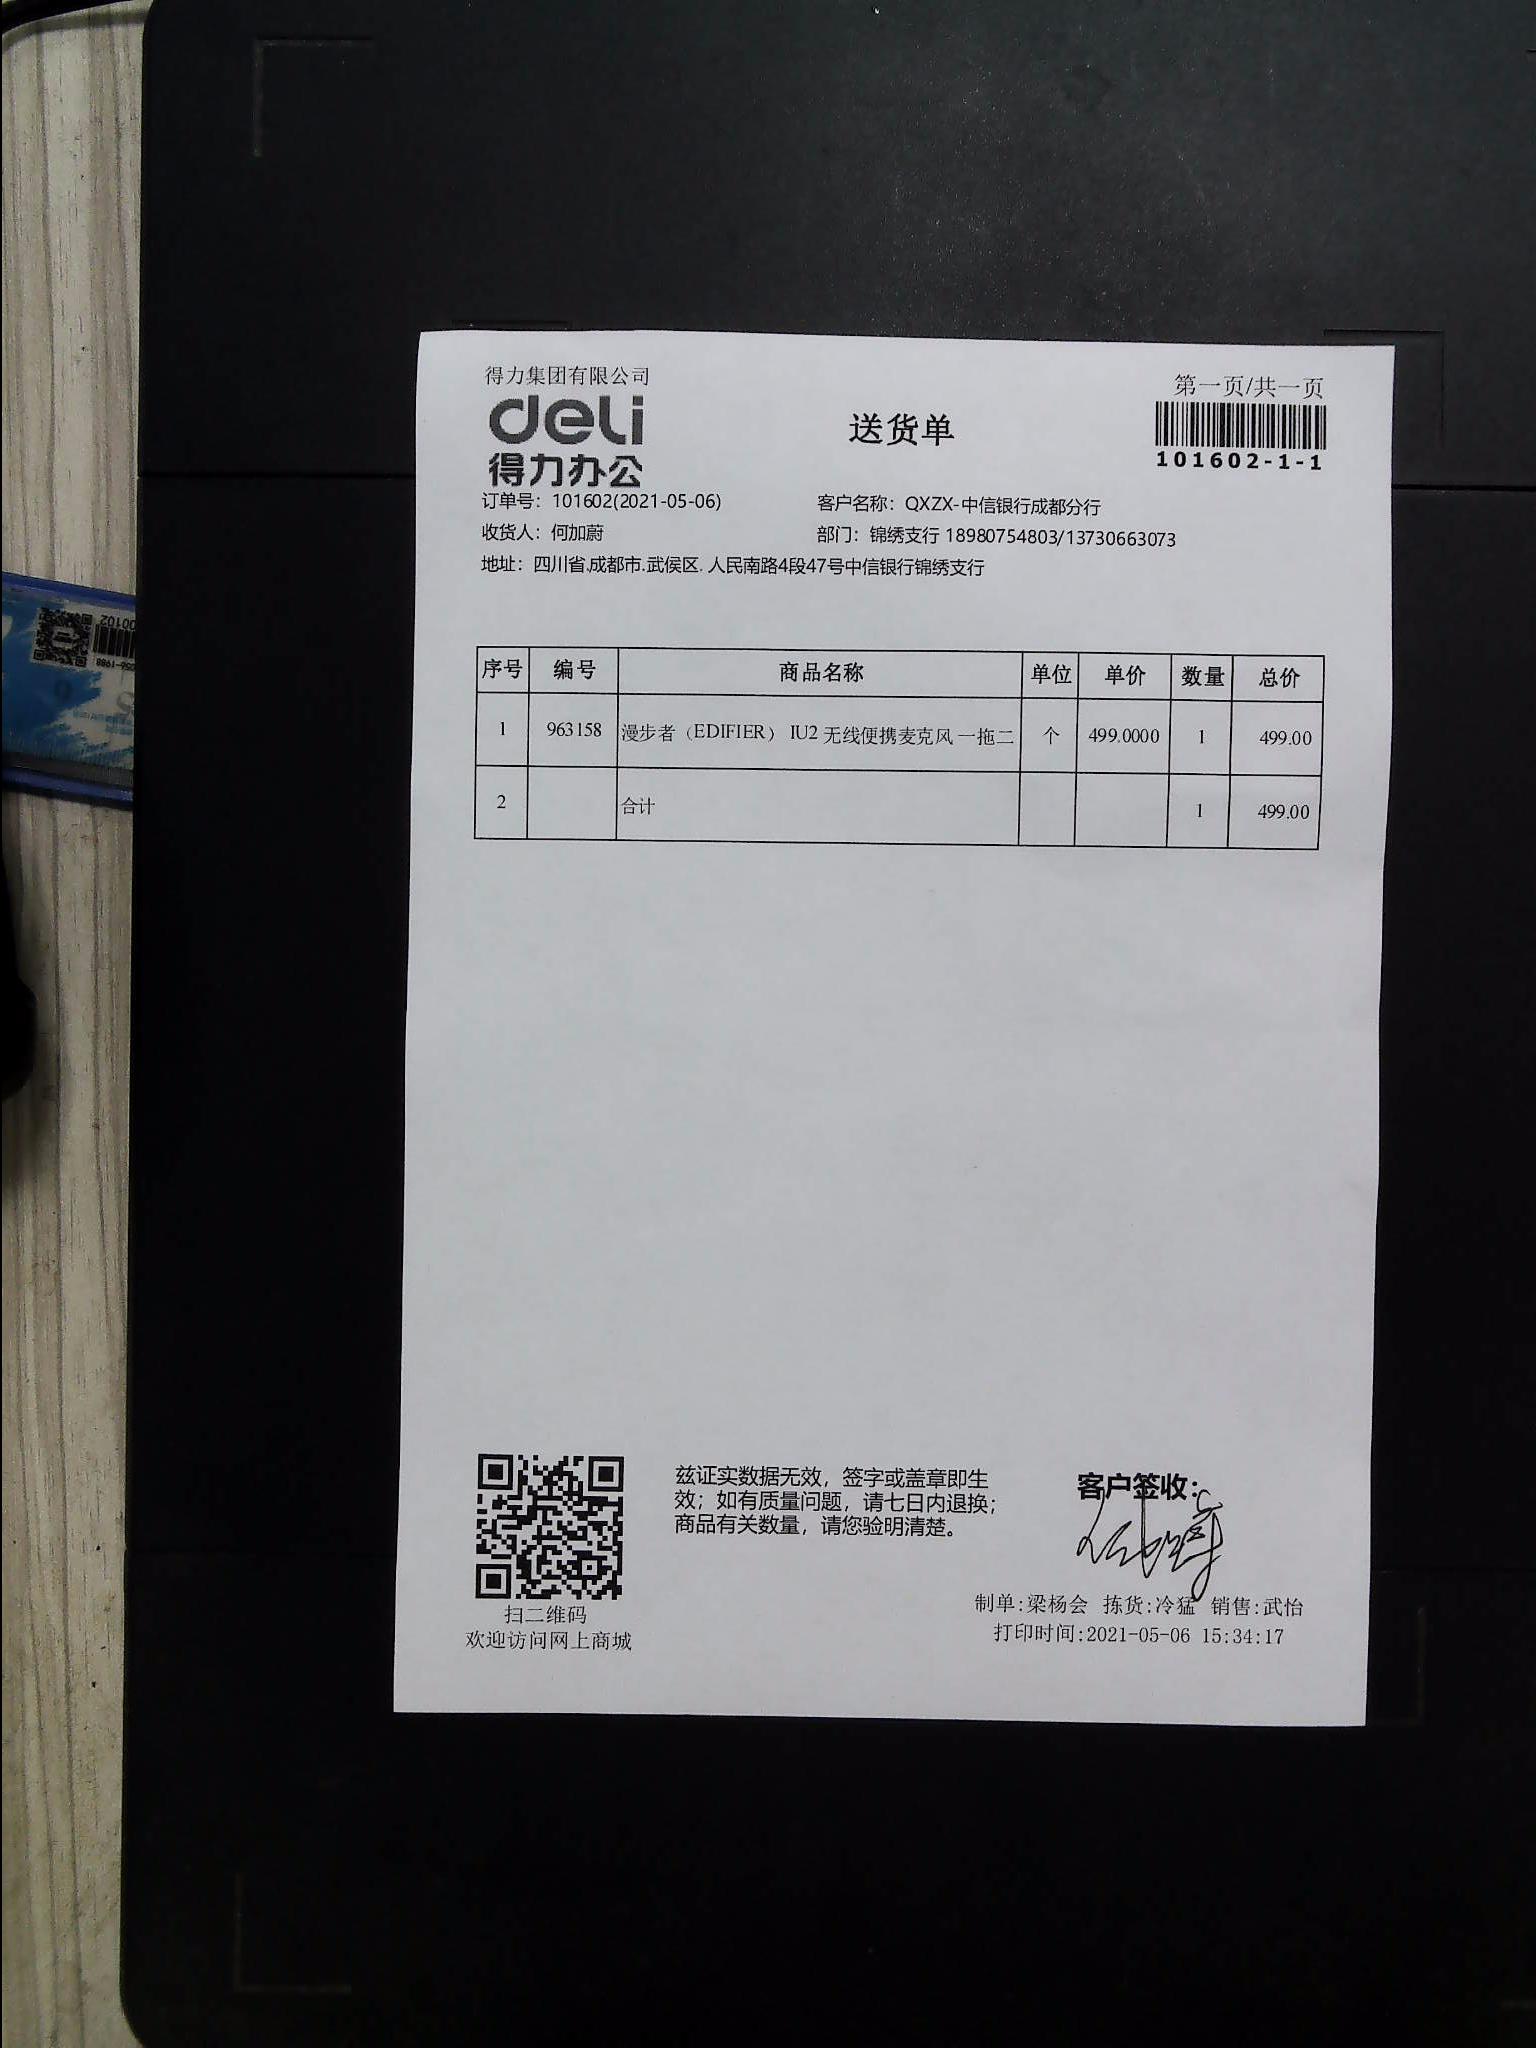 得力集团有限公司
deli
得力办公
送货单
第一页/共一页
101602-1-1
订单号：101602(2021-05-06)
客户名称：QXZX-中信银行成都分行
收货人：何加蔚
部门：锦绣支行 18980754803/13730663073
地址：四川省.成都市.武侯区. 人民南路4段47号中信银行锦绣支行
序号 编号 商品名称 单位 单价 数量 总价
1 963158 漫步者（EDIFIER） IU2 无线便携麦克风 一拖二 个 499.0000 1 499.00
2 合计 1 499.00
兹证实数据无效，签字或盖章即生
效；如有质量问题，请七日内退换；
商品有关数量，请您验明清楚。
客户签收：
扫二维码
欢迎访问网上商城
制单:梁杨会 拣货:冷猛 销售:武怡
打印时间:2021-05-06 15:34:17